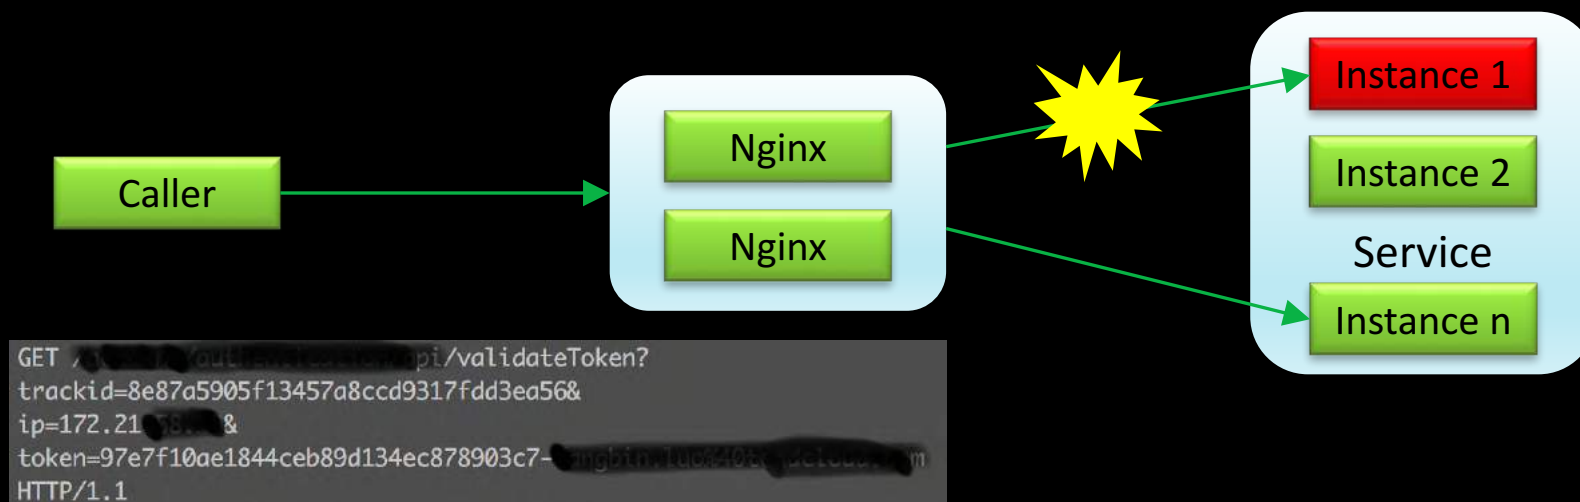 Caller
Nginx
Nginx
Instance 1
Instance 2
Service
Instance n
GET / pi/validateToken?
trackid=8e87a5905f13457a8ccd9317fdd3ea56&
ip=172.21 &
token=97e7f10ae1844ceb89d134ec878903c7-
HTTP/1.1